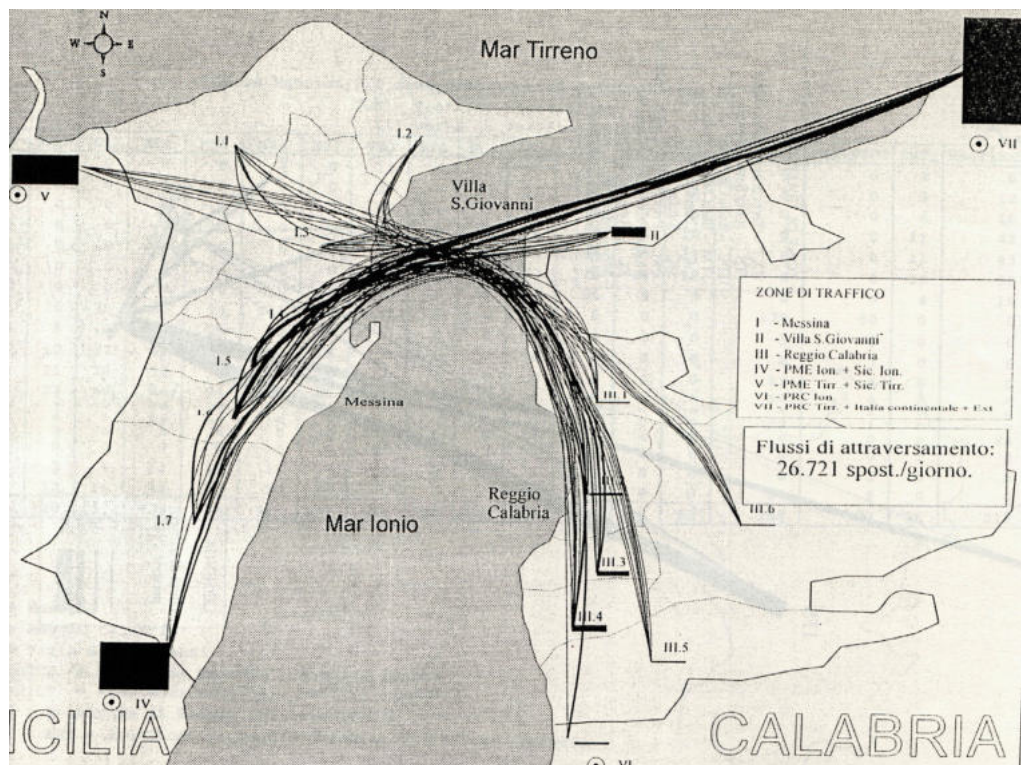 N
W E
S
Mar Tirreno
I.1
I.2
VII
V
Villa
S.Giovanni
I.3
II
ZONE DI TRAFFICO
I - Messina
II - Villa S.Giovanni
III - Reggio Calabria
IV - PME Ion. + Sic. Ion.
V - PME Tirr. + Sic. Tirr.
VI - PRC Ion
VII - PRC Tirr. + Italia continentale + Ext
I.5
III.1
Messina
I.6
Flussi di attraversamento:
26.721 spost./giorno.
Reggio
Calabria
III.6
I.7
Mar Ionio
III.3
III.4
III.5
IV
ICILIA
CALABRIA
VI